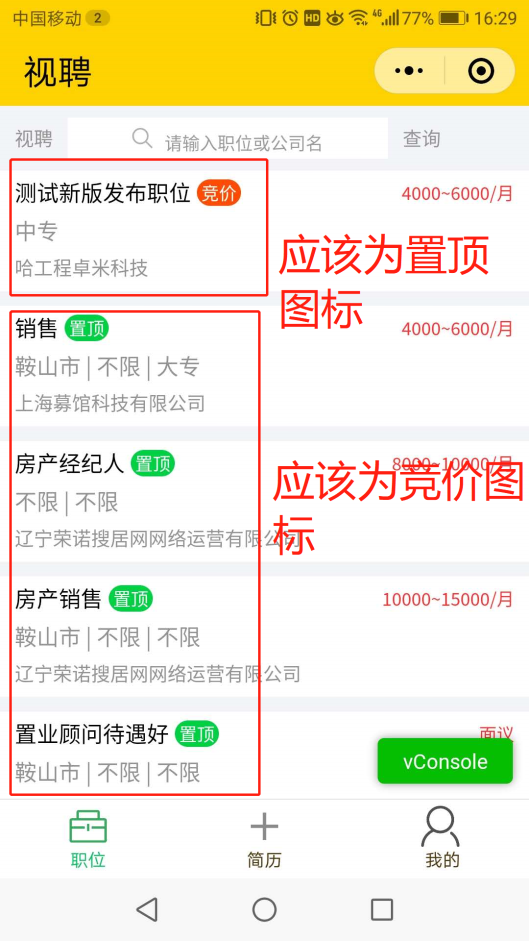 中国移动 2 HD 4G 77% 16:29
视聘
视聘 请输入职位或公司名 查询
测试新版发布职位 竞价 4000~6000/月
中专
哈工程卓米科技
应该为置顶
图标
销售 置顶 4000~6000/月
鞍山市 | 不限 | 大专
上海募馆科技有限公司
房产经纪人 置顶 8000~10000/月
不限 | 不限
应该为竞价图
标
辽宁荣诺搜居网网络运营有限公司
房产销售 置顶 10000~15000/月
鞍山市 | 不限 | 不限
辽宁荣诺搜居网网络运营有限公司
置业顾问待遇好 置顶 面议
鞍山市 | 不限 | 不限
vConsole
职位 简历 我的